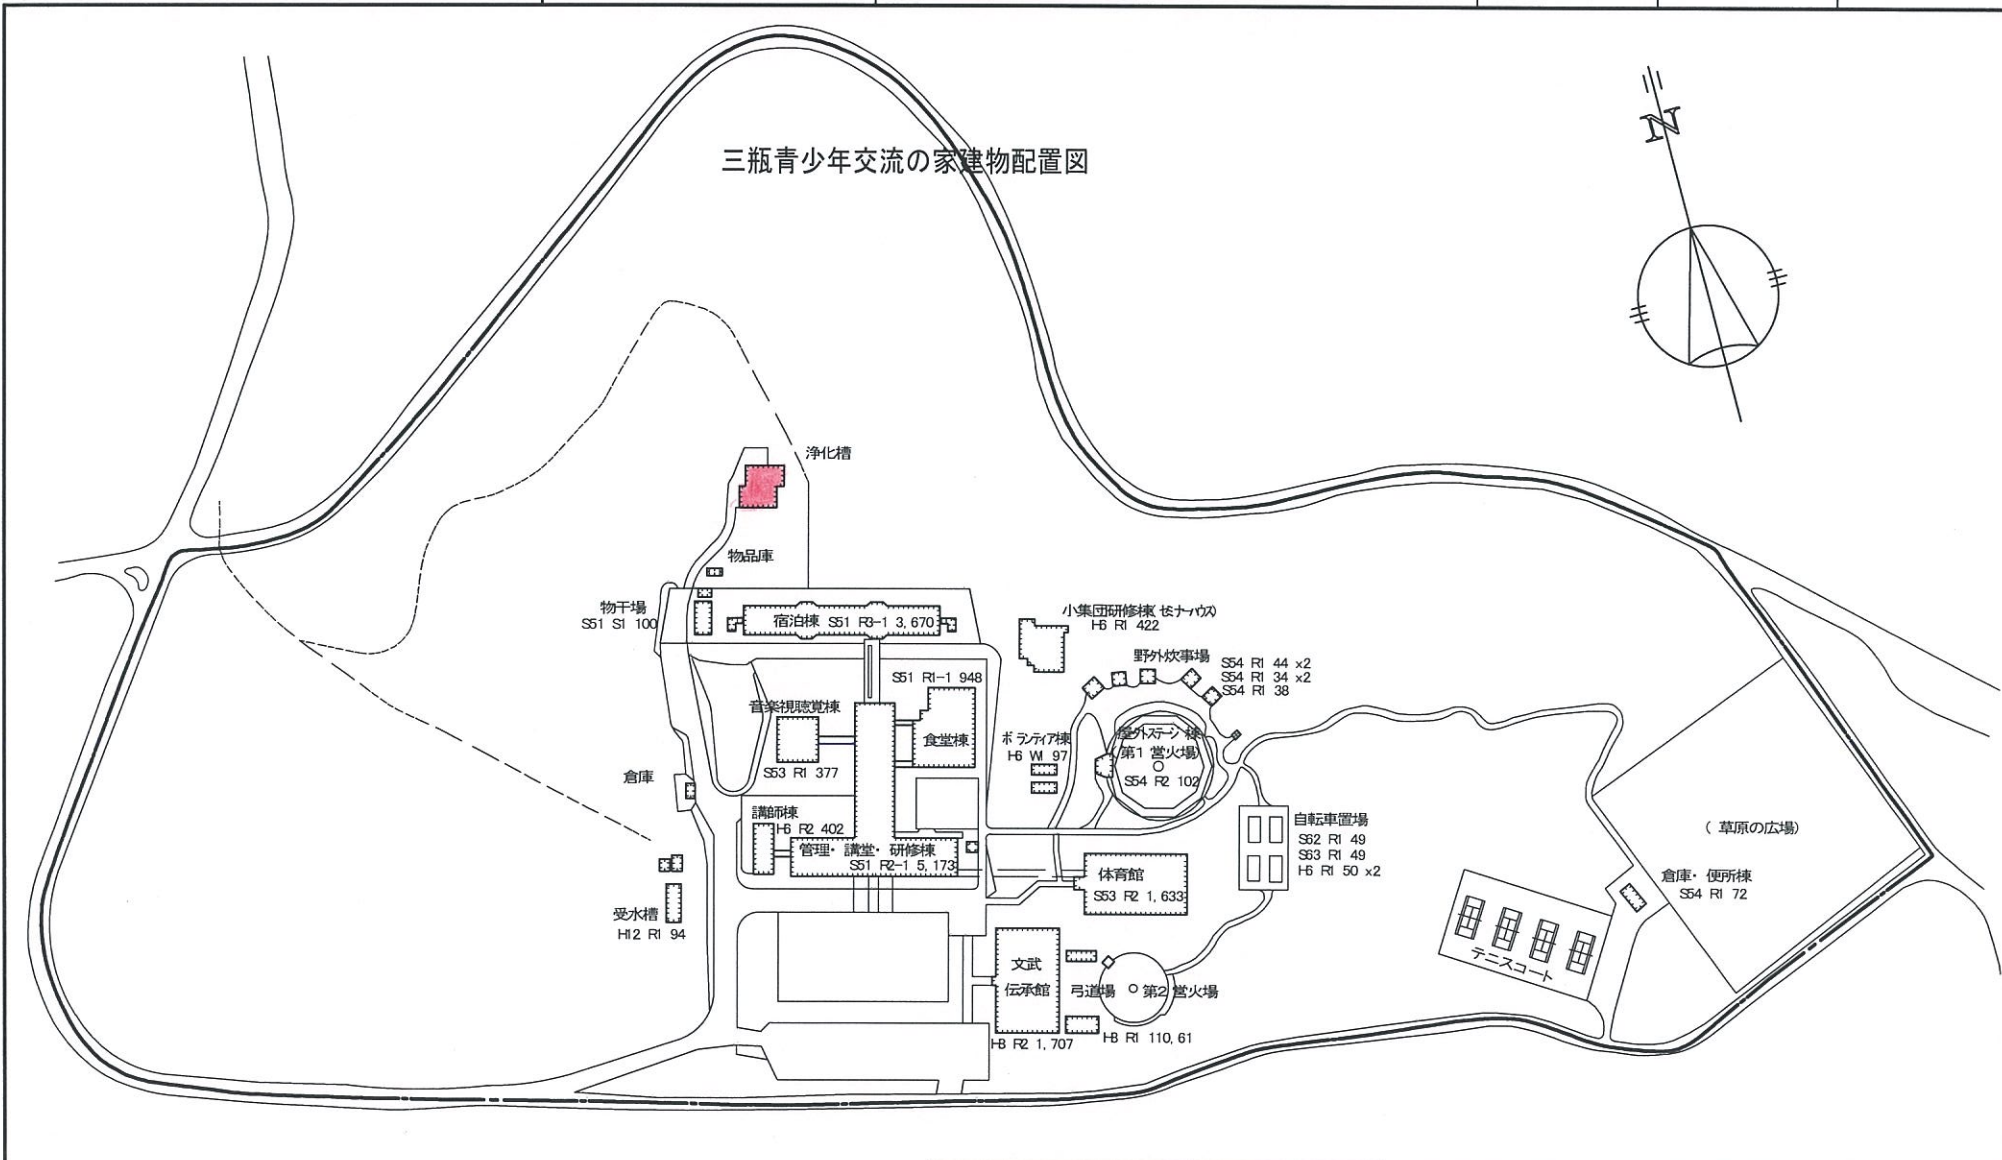 三瓶青少年交流の家建物配置図
N
浄化槽
物品庫
物干場
S51 S1 100
宿泊棟 S51 R3-1 3,670
小集団研修棟(セミナーハウス)
H6 R1 422
野外炊事場
S54 R1 44 x2
S54 R1 34 x2
S54 R1 38
S51 R1-1 948
食堂棟
音楽視聴覚棟
S53 R1 377
ボランティア棟
H6 W1 97
屋外ステージ棟
(第1営火場)
S54 R2 102
倉庫
講師棟
H6 R2 402
管理・講堂・研修棟
S51 R2-1 5,173
自転車置場
S62 R1 49
S63 R1 49
H6 R1 50 x2
体育館
S53 R2 1,633
(草原の広場)
倉庫・便所棟
S54 R1 72
受水槽
H12 R1 94
テニスコート
文武
伝承館
弓道場
第2営火場
R2 1,707
R1 110,61